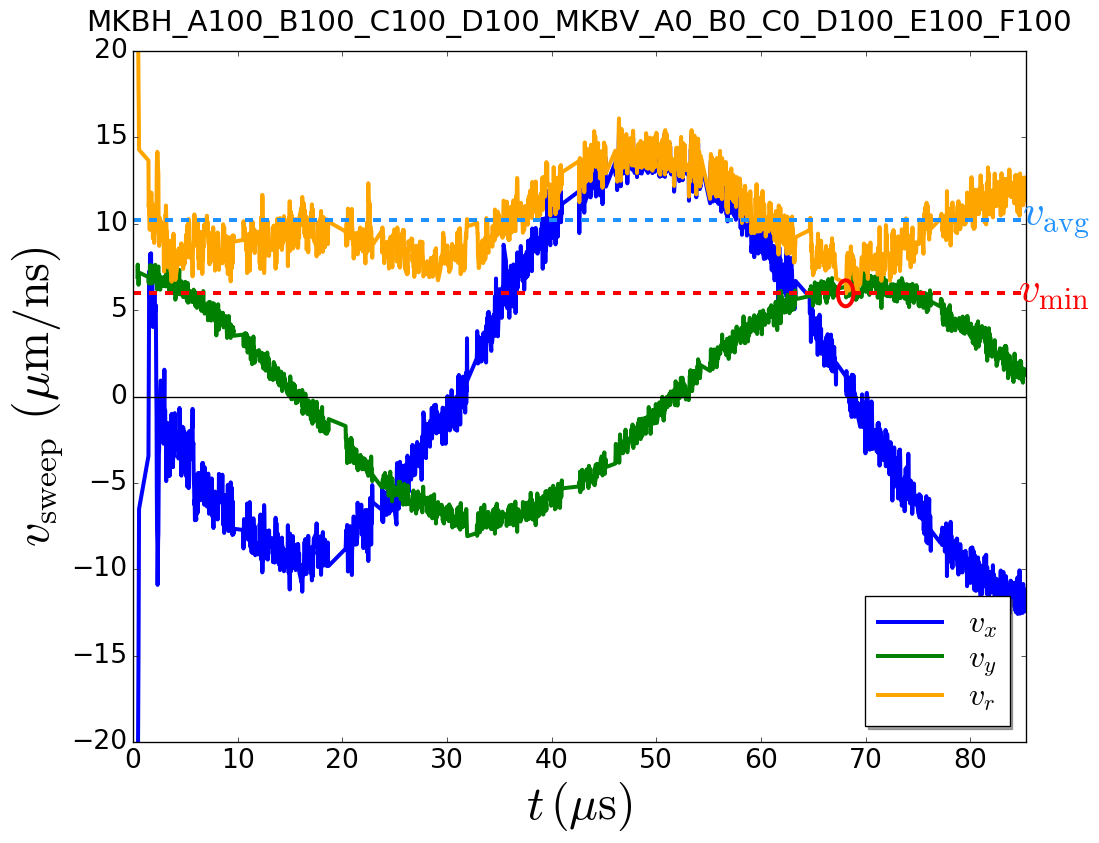 MKBH_A100_B100_C100_D100_MKBV_A0_B0_C0_D100_E100_F100
20
15
10
5
0
−5
−10
−15
−20
v_sweep (μm/ns)
v_avg
v_min
v_x
v_y
v_r
0 10 20 30 40 50 60 70 80
t (μs)